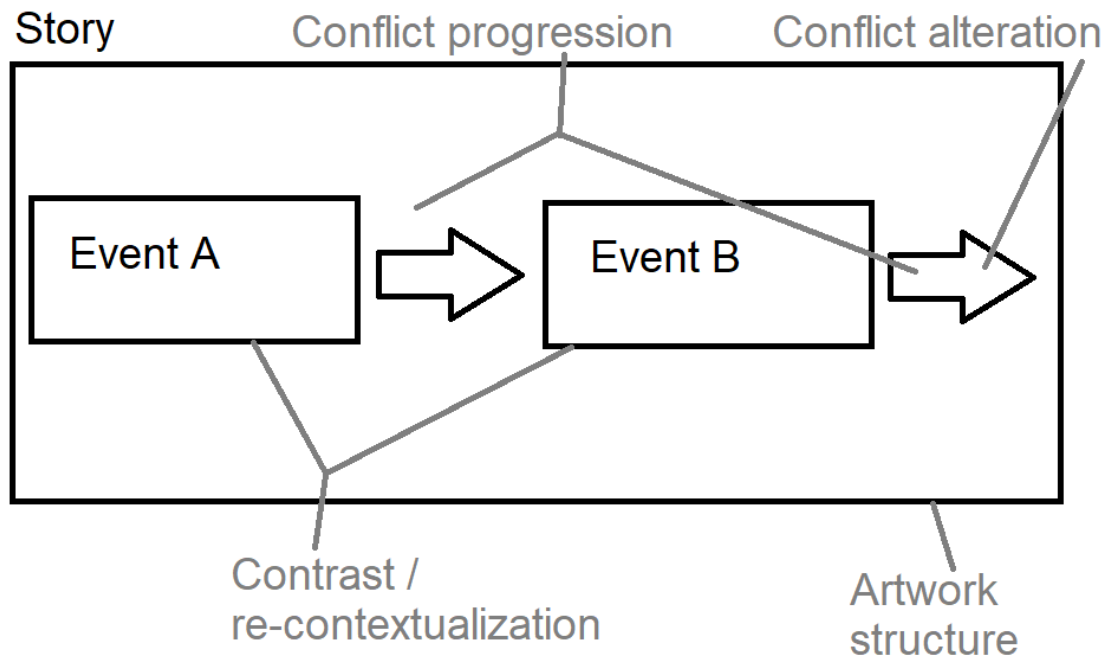 Story
Conflict progression
Conflict alteration
Event A
Event B
Contrast /
re-contextualization
Artwork
structure